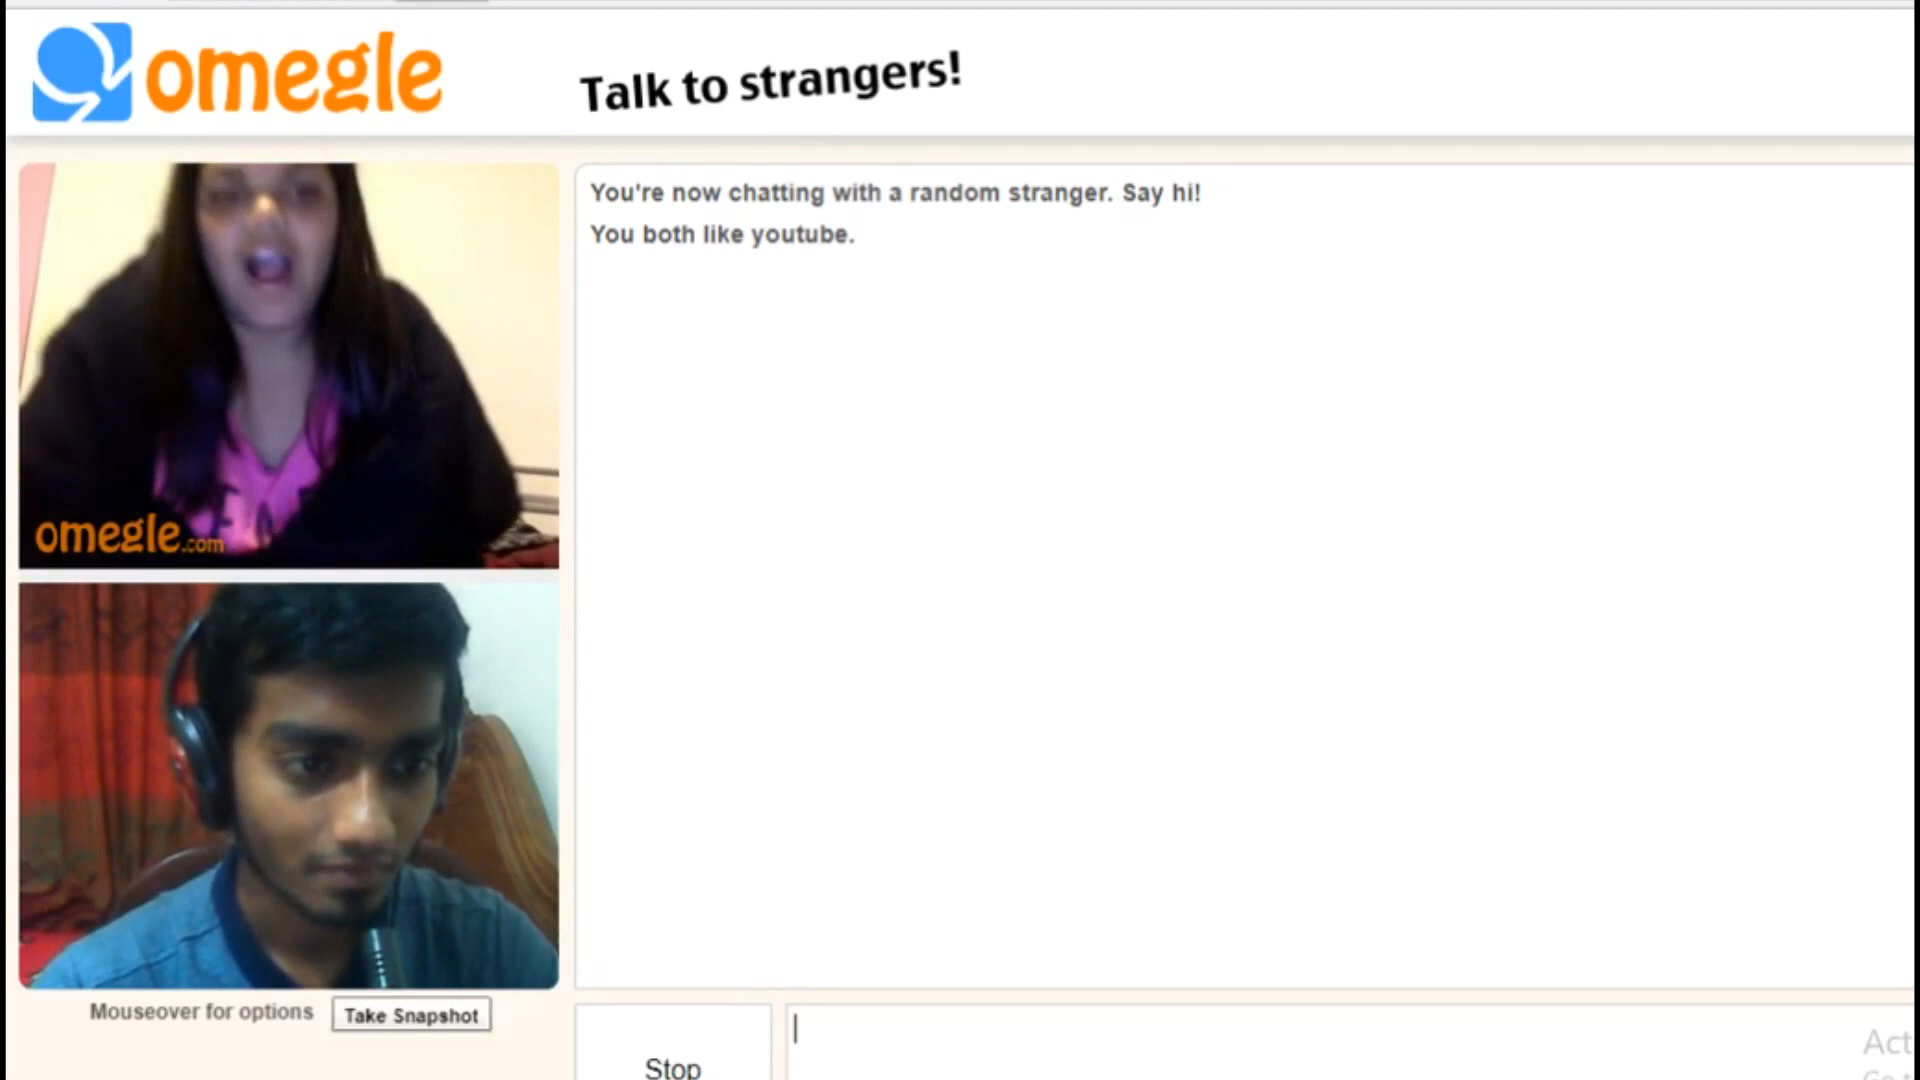 omegle
Talk to strangers!
You're now chatting with a random stranger. Say hi!
You both like youtube.
omegle.com
Mouseover for options
Take Snapshot
Stop
Act